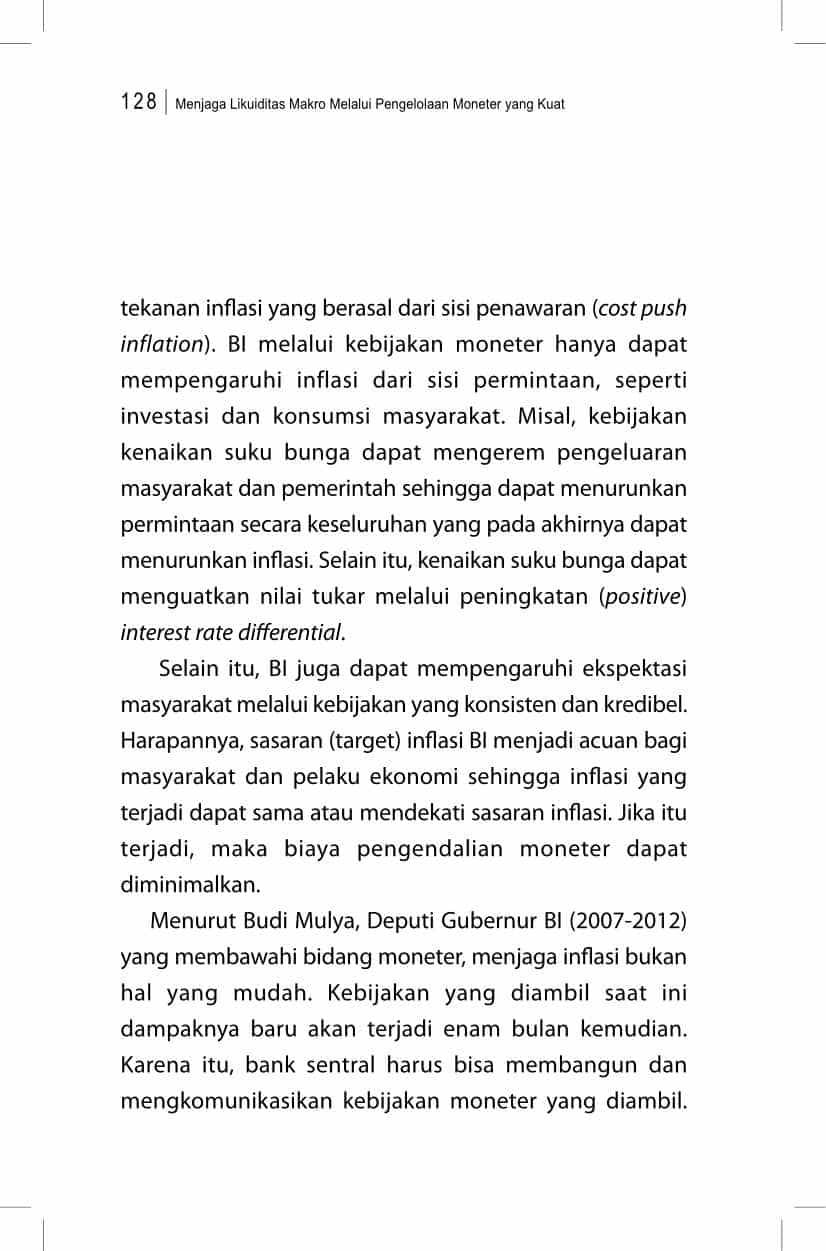 128 | Menjaga Likuiditas Makro Melalui Pengelolaan Moneter yang Kuat
tekanan inflasi yang berasal dari sisi penawaran (cost push
inflation). BI melalui kebijakan moneter hanya dapat
mempengaruhi inflasi dari sisi permintaan, seperti
investasi dan konsumsi masyarakat. Misal, kebijakan
kenaikan suku bunga dapat mengerem pengeluaran
masyarakat dan pemerintah sehingga dapat menurunkan
permintaan secara keseluruhan yang pada akhirnya dapat
menurunkan inflasi. Selain itu, kenaikan suku bunga dapat
menguatkan nilai tukar melalui peningkatan (positive)
interest rate differential.
Selain itu, BI juga dapat mempengaruhi ekspektasi
masyarakat melalui kebijakan yang konsisten dan kredibel.
Harapannya, sasaran (target) inflasi BI menjadi acuan bagi
masyarakat dan pelaku ekonomi sehingga inflasi yang
terjadi dapat sama atau mendekati sasaran inflasi. Jika itu
terjadi, maka biaya pengendalian moneter dapat
diminimalkan.
Menurut Budi Mulya, Deputi Gubernur BI (2007-2012)
yang membawahi bidang moneter, menjaga inflasi bukan
hal yang mudah. Kebijakan yang diambil saat ini
dampaknya baru akan terjadi enam bulan kemudian.
Karena itu, bank sentral harus bisa membangun dan
mengkomunikasikan kebijakan moneter yang diambil.